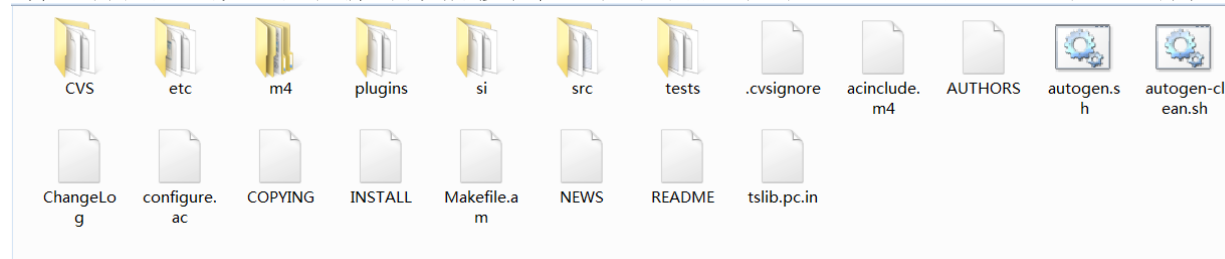 CVS etc m4 plugins si src tests .cvsignore acinclude. AUTHORS autogen.s autogen-cl
m4 h ean.sh
ChangeLo configure. COPYING INSTALL Makefile.a NEWS README tslib.pc.in
g ac m